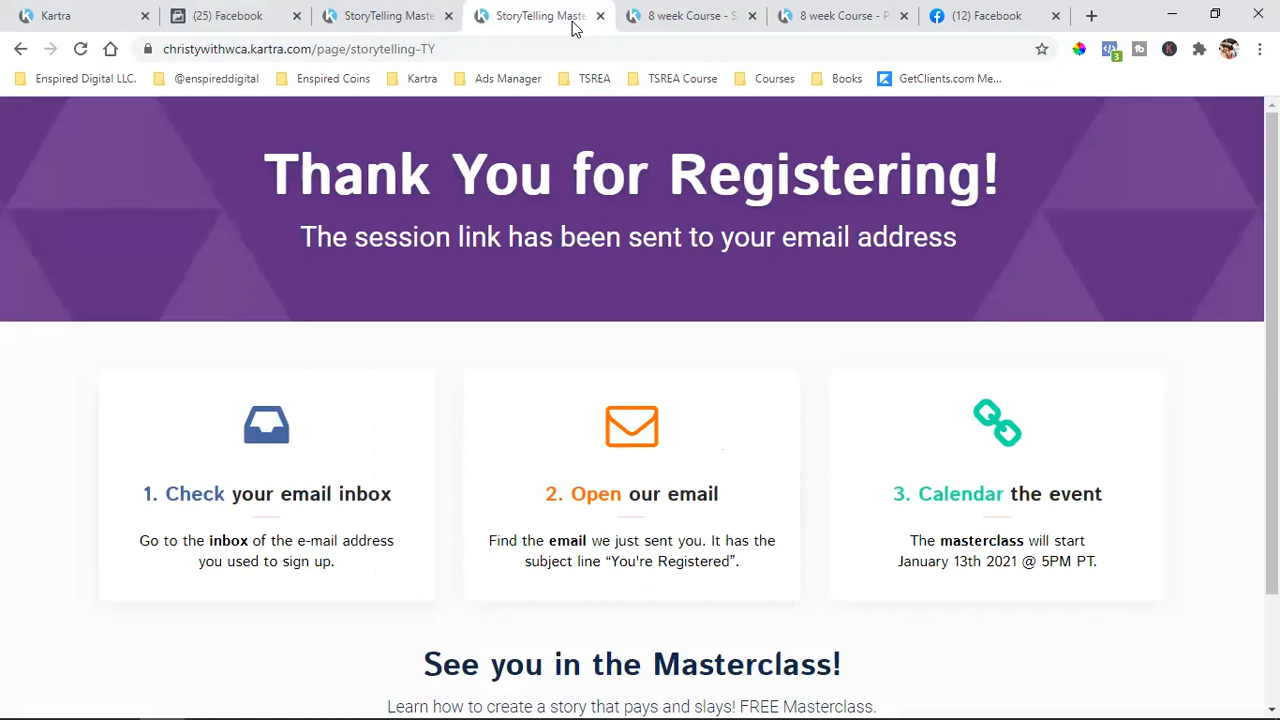 Kartra
(25) Facebook
StoryTelling Maste
StoryTelling Maste
8 week Course - S
8 week Course - P
(12) Facebook
christywithwca.kartra.com/page/storytelling-TY
3
K
Enspired Digital LLC.
@enspireddigital
Enspired Coins
Kartra
Ads Manager
TSREA
TSREA Course
Courses
Books
GetClients.com Me...
Thank You for Registering!
The session link has been sent to your email address
1. Check your email inbox
Go to the inbox of the e-mail address
you used to sign up.
2. Open our email
Find the email we just sent you. It has the
subject line “You're Registered”.
3. Calendar the event
The masterclass will start
January 13th 2021 @ 5PM PT.
See you in the Masterclass!
Learn how to create a story that pays and slays! FREE Masterclass.